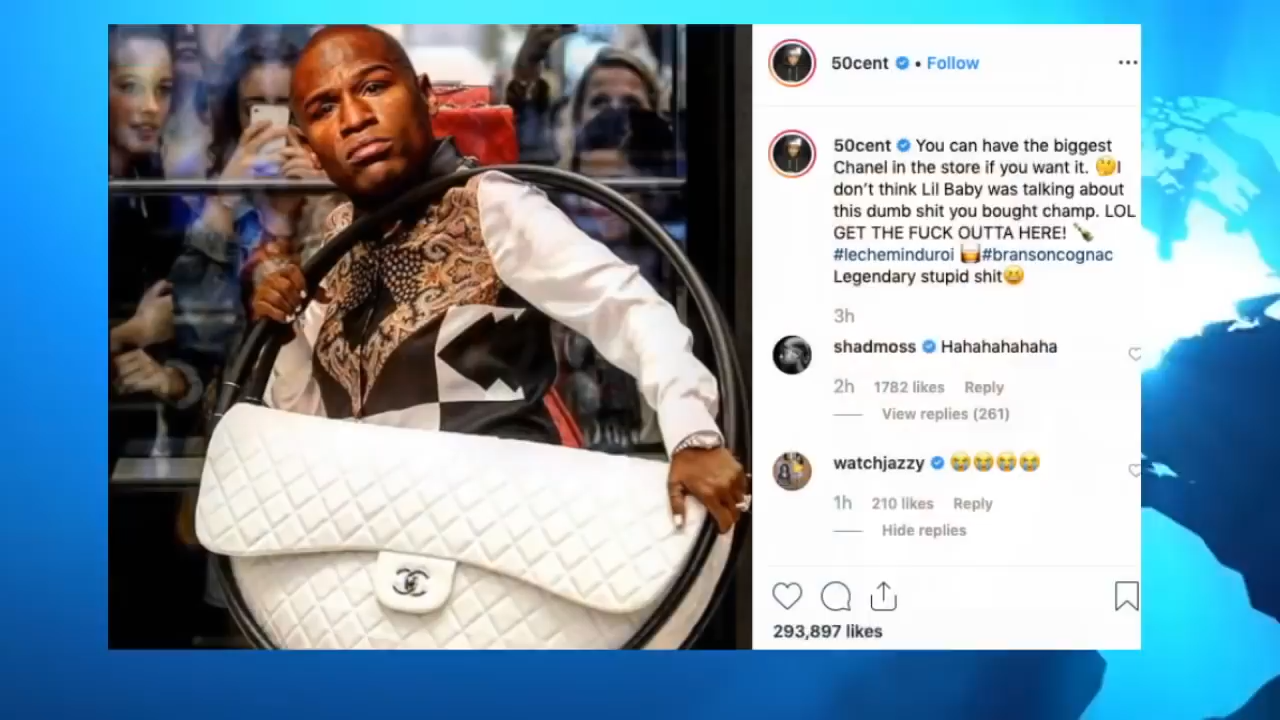 50cent • Follow
50cent You can have the biggest
Chanel in the store if you want it. 🤔I
don't think Lil Baby was talking about
this dumb shit you bought champ. LOL
GET THE FUCK OUTTA HERE! 🍾
#lecheminduroi 🥃#bransoncognac
Legendary stupid shit😀
3h
shadmoss Hahahahahaha
2h 1782 likes Reply
View replies (261)
watchjazzy 😭😭😭😭
1h 210 likes Reply
Hide replies
293,897 likes